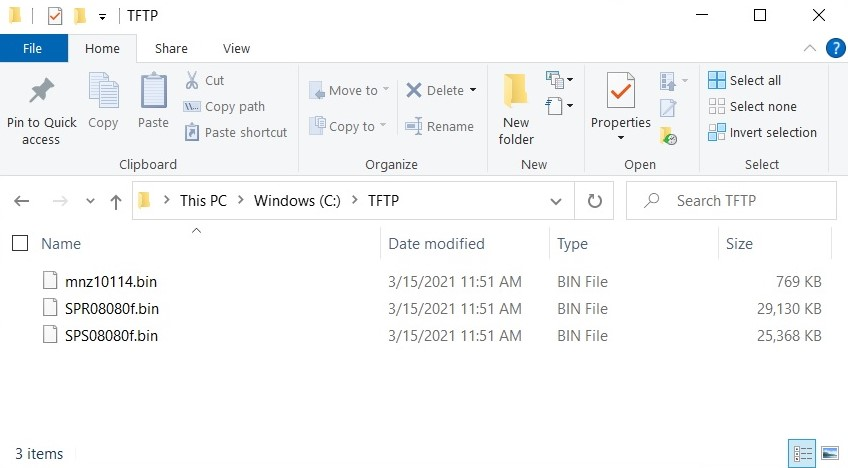 TFTP
File Home Share View
Pin to Quick access
Copy
Paste
Cut
Copy path
Paste shortcut
Clipboard
Move to
Copy to
Delete
Rename
Organize
New folder
New
Properties
Open
Select all
Select none
Invert selection
Select
This PC > Windows (C:) > TFTP
Search TFTP
Name Date modified Type Size
mnz10114.bin 3/15/2021 11:51 AM BIN File 769 KB
SPR08080f.bin 3/15/2021 11:51 AM BIN File 29,130 KB
SPS08080f.bin 3/15/2021 11:51 AM BIN File 25,368 KB
3 items